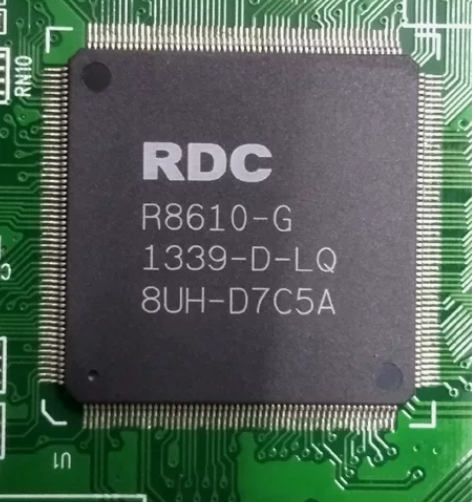 RN10
RDC
R8610-G
1339-D-LQ
8UH-D7C5A
U1